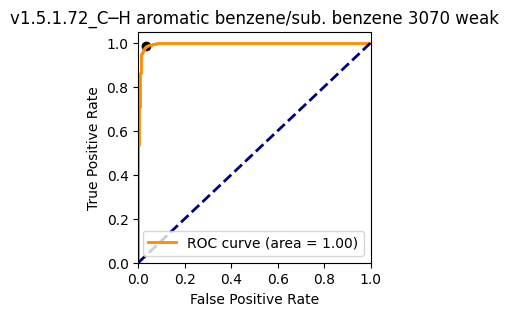 v1.5.1.72_C─H aromatic benzene/sub. benzene 3070 weak
1.0
0.8
0.6
0.4
0.2
0.0
True Positive Rate
ROC curve (area = 1.00)
0.0 0.2 0.4 0.6 0.8 1.0
False Positive Rate